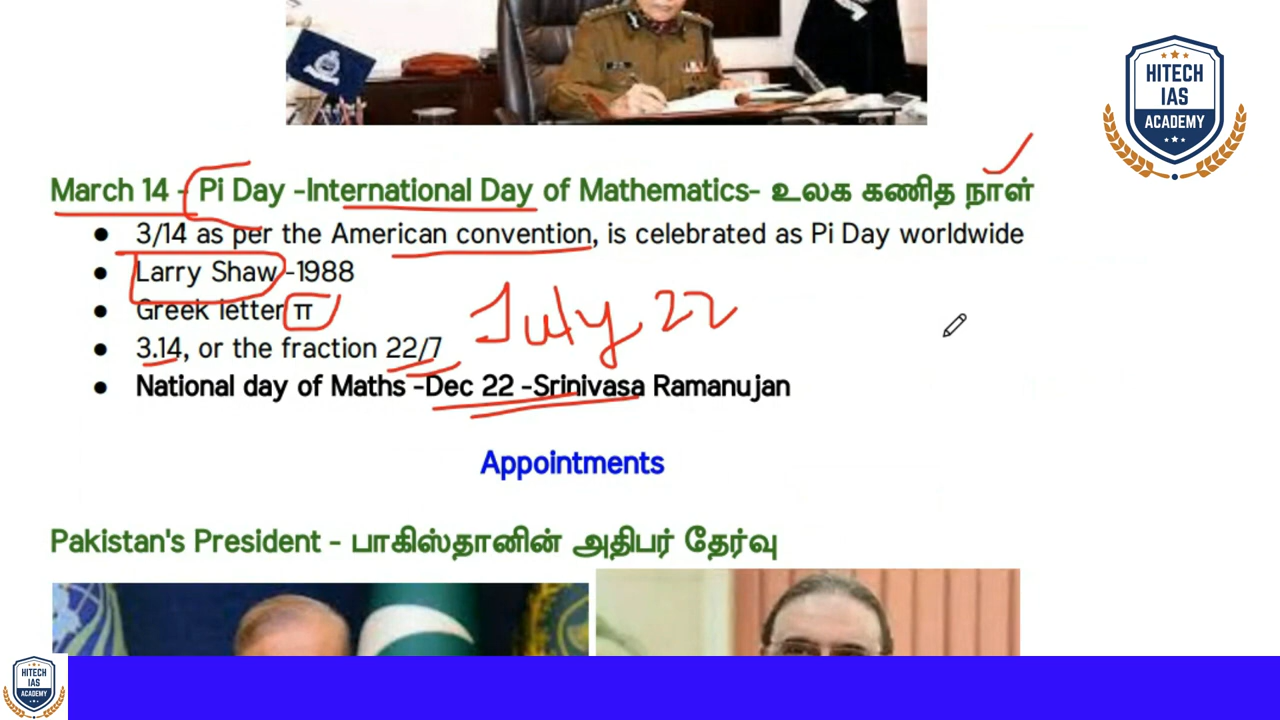 HITECH
IAS
ACADEMY
March 14 - Pi Day -International Day of Mathematics- உலக கணித நாள்
● 3/14 as per the American convention, is celebrated as Pi Day worldwide
● Larry Shaw -1988
● Greek letter π
July 22
● 3.14, or the fraction 22/7
● National day of Maths -Dec 22 -Srinivasa Ramanujan
Appointments
Pakistan's President - பாகிஸ்தானின் அதிபர் தேர்வு
HITECH
IAS
ACADEMY